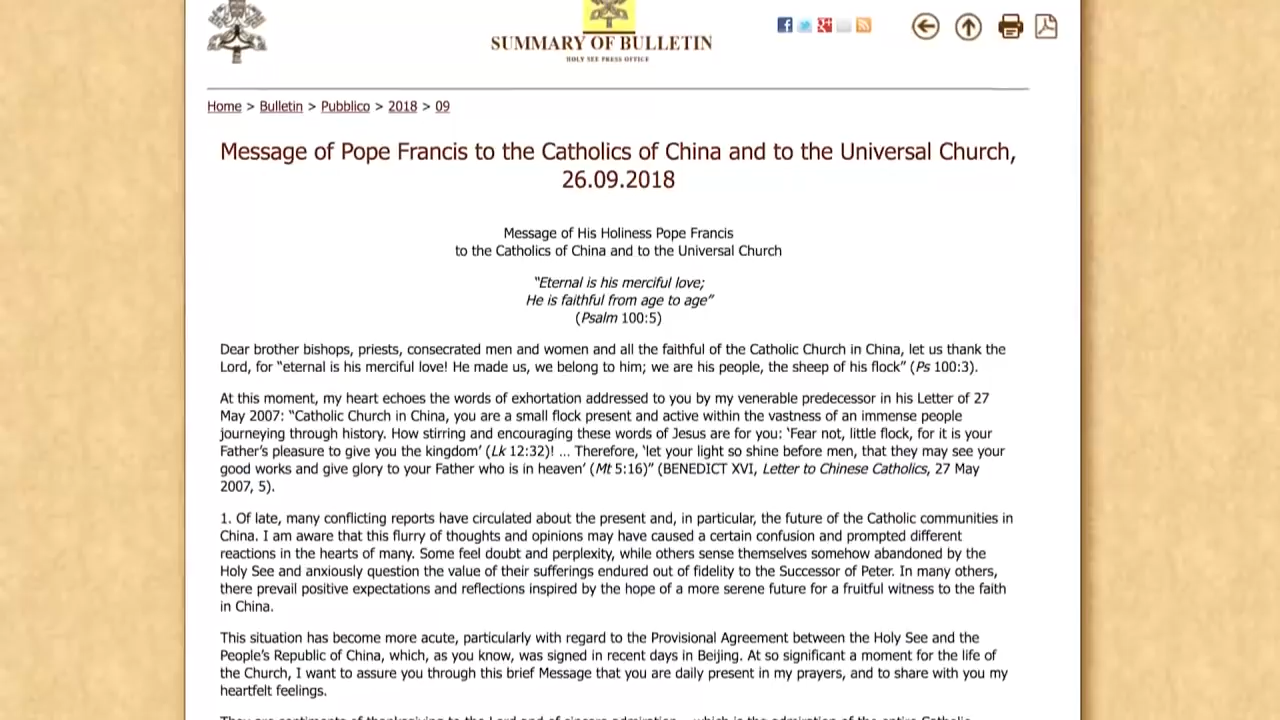 SUMMARY OF BULLETIN
HOLY SEE PRESS OFFICE
Home > Bulletin > Pubblico > 2018 > 09
Message of Pope Francis to the Catholics of China and to the Universal Church,
26.09.2018
Message of His Holiness Pope Francis
to the Catholics of China and to the Universal Church
“Eternal is his merciful love;
He is faithful from age to age”
(Psalm 100:5)
Dear brother bishops, priests, consecrated men and women and all the faithful of the Catholic Church in China, let us thank the
Lord, for “eternal is his merciful love! He made us, we belong to him; we are his people, the sheep of his flock” (Ps 100:3).
At this moment, my heart echoes the words of exhortation addressed to you by my venerable predecessor in his Letter of 27
May 2007: “Catholic Church in China, you are a small flock present and active within the vastness of an immense people
journeying through history. How stirring and encouraging these words of Jesus are for you: ‘Fear not, little flock, for it is your
Father’s pleasure to give you the kingdom’ (Lk 12:32)! ... Therefore, ‘let your light so shine before men, that they may see your
good works and give glory to your Father who is in heaven’ (Mt 5:16)” (BENEDICT XVI, Letter to Chinese Catholics, 27 May
2007, 5).
1. Of late, many conflicting reports have circulated about the present and, in particular, the future of the Catholic communities in
China. I am aware that this flurry of thoughts and opinions may have caused a certain confusion and prompted different
reactions in the hearts of many. Some feel doubt and perplexity, while others sense themselves somehow abandoned by the
Holy See and anxiously question the value of their sufferings endured out of fidelity to the Successor of Peter. In many others,
there prevail positive expectations and reflections inspired by the hope of a more serene future for a fruitful witness to the faith
in China.
This situation has become more acute, particularly with regard to the Provisional Agreement between the Holy See and the
People’s Republic of China, which, as you know, was signed in recent days in Beijing. At so significant a moment for the life of
the Church, I want to assure you through this brief Message that you are daily present in my prayers, and to share with you my
heartfelt feelings.